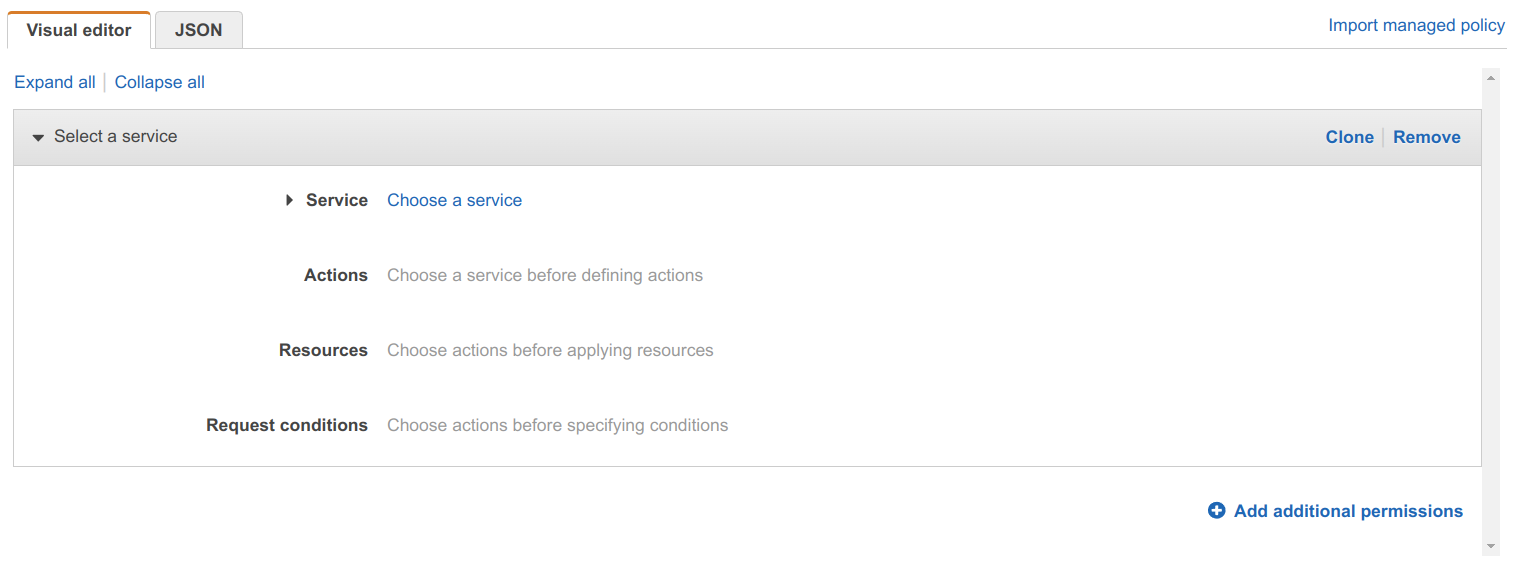 Visual editor JSON Import managed policy
Expand all Collapse all
Select a service Clone Remove
Service Choose a service
Actions Choose a service before defining actions
Resources Choose actions before applying resources
Request conditions Choose actions before specifying conditions
Add additional permissions